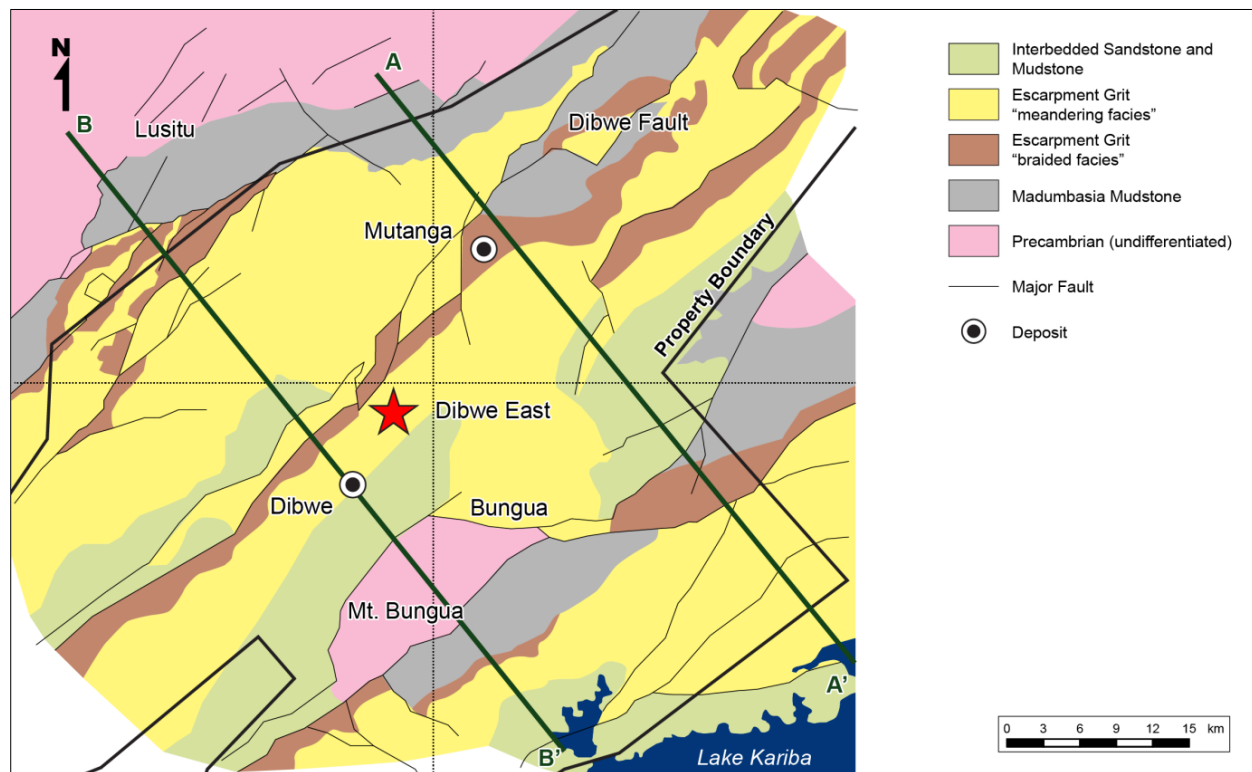 N
A
B
Lusitu
Dibwe Fault
Mutanga
Property Boundary
Dibwe East
Dibwe
Bungua
Mt. Bungua
A’
B’
Lake Kariba
Interbedded Sandstone and
Mudstone
Escarpment Grit
“meandering facies”
Escarpment Grit
“braided facies”
Madumbasia Mudstone
Precambrian (undifferentiated)
Major Fault
Deposit
0 3 6 9 12 15 km